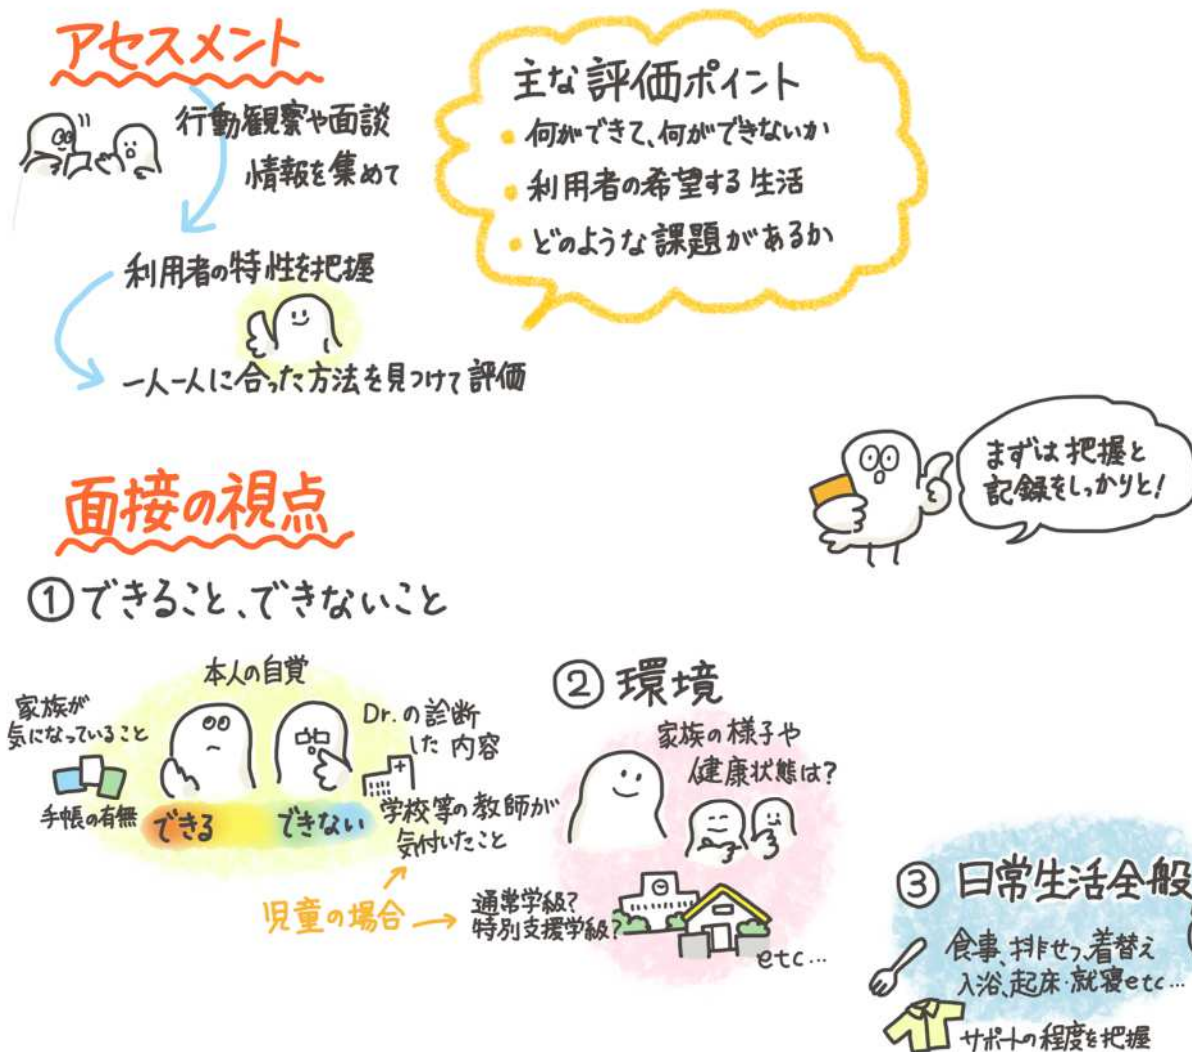 アセスメント
行動観察や面談
情報を集めて
利用者の特性を把握
一人一人に合った方法を見つけて評価
主な評価ポイント
・何ができて、何ができないか
・利用者の希望する生活
・どのような課題があるか
まずは把握と
記録をしっかりと!
面接の視点
①できること、できないこと
本人の自覚
家族が
気になっていること
手帳の有無
Dr.の診断
した内容
できる
できない
学校等の教師が
気付いたこと
児童の場合
②環境
家族の様子や
健康状態は?
通常学級?
特別支援学級?
etc…
③日常生活全般
食事、排せつ、着替え
入浴、起床・就寝etc…
サポートの程度を把握